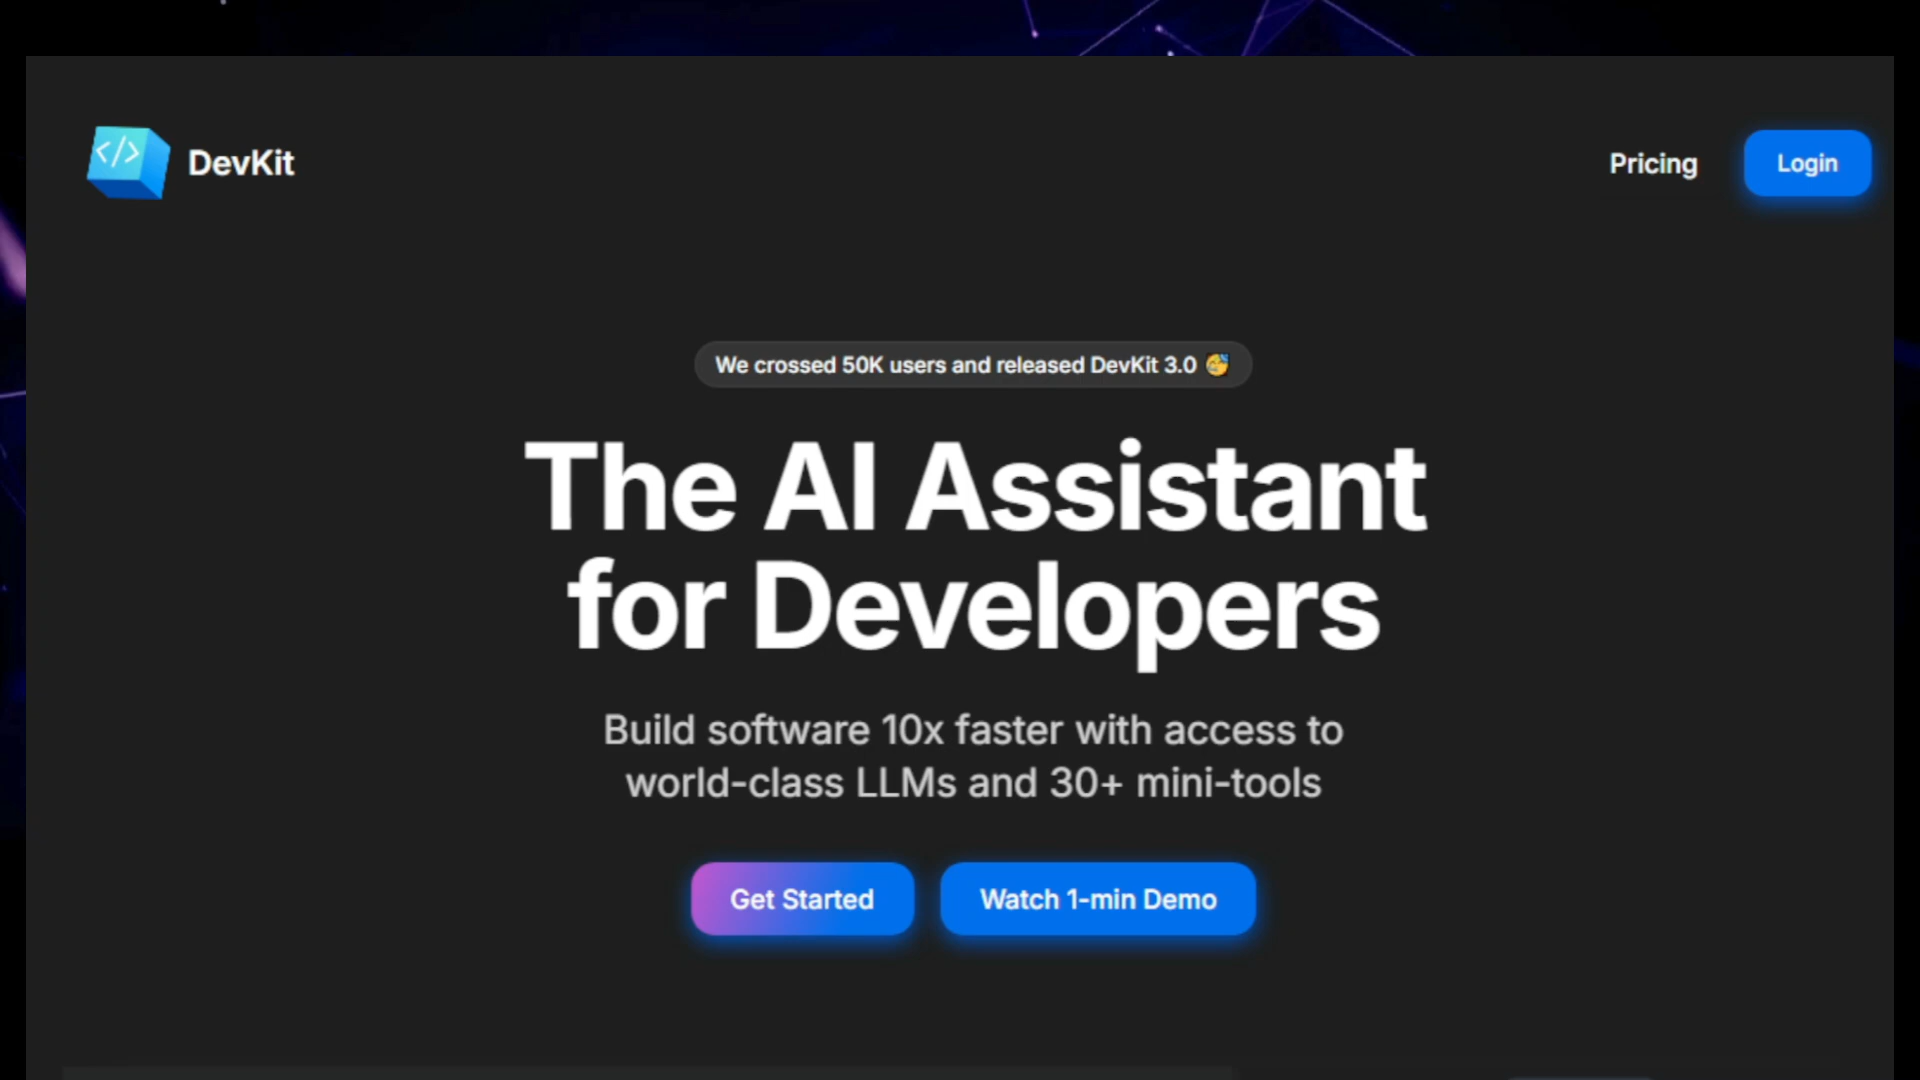 </>
DevKit
Pricing
Login
We crossed 50K users and released DevKit 3.0 🥳
The AI Assistant
for Developers
Build software 10x faster with access to
world-class LLMs and 30+ mini-tools
Get Started
Watch 1-min Demo